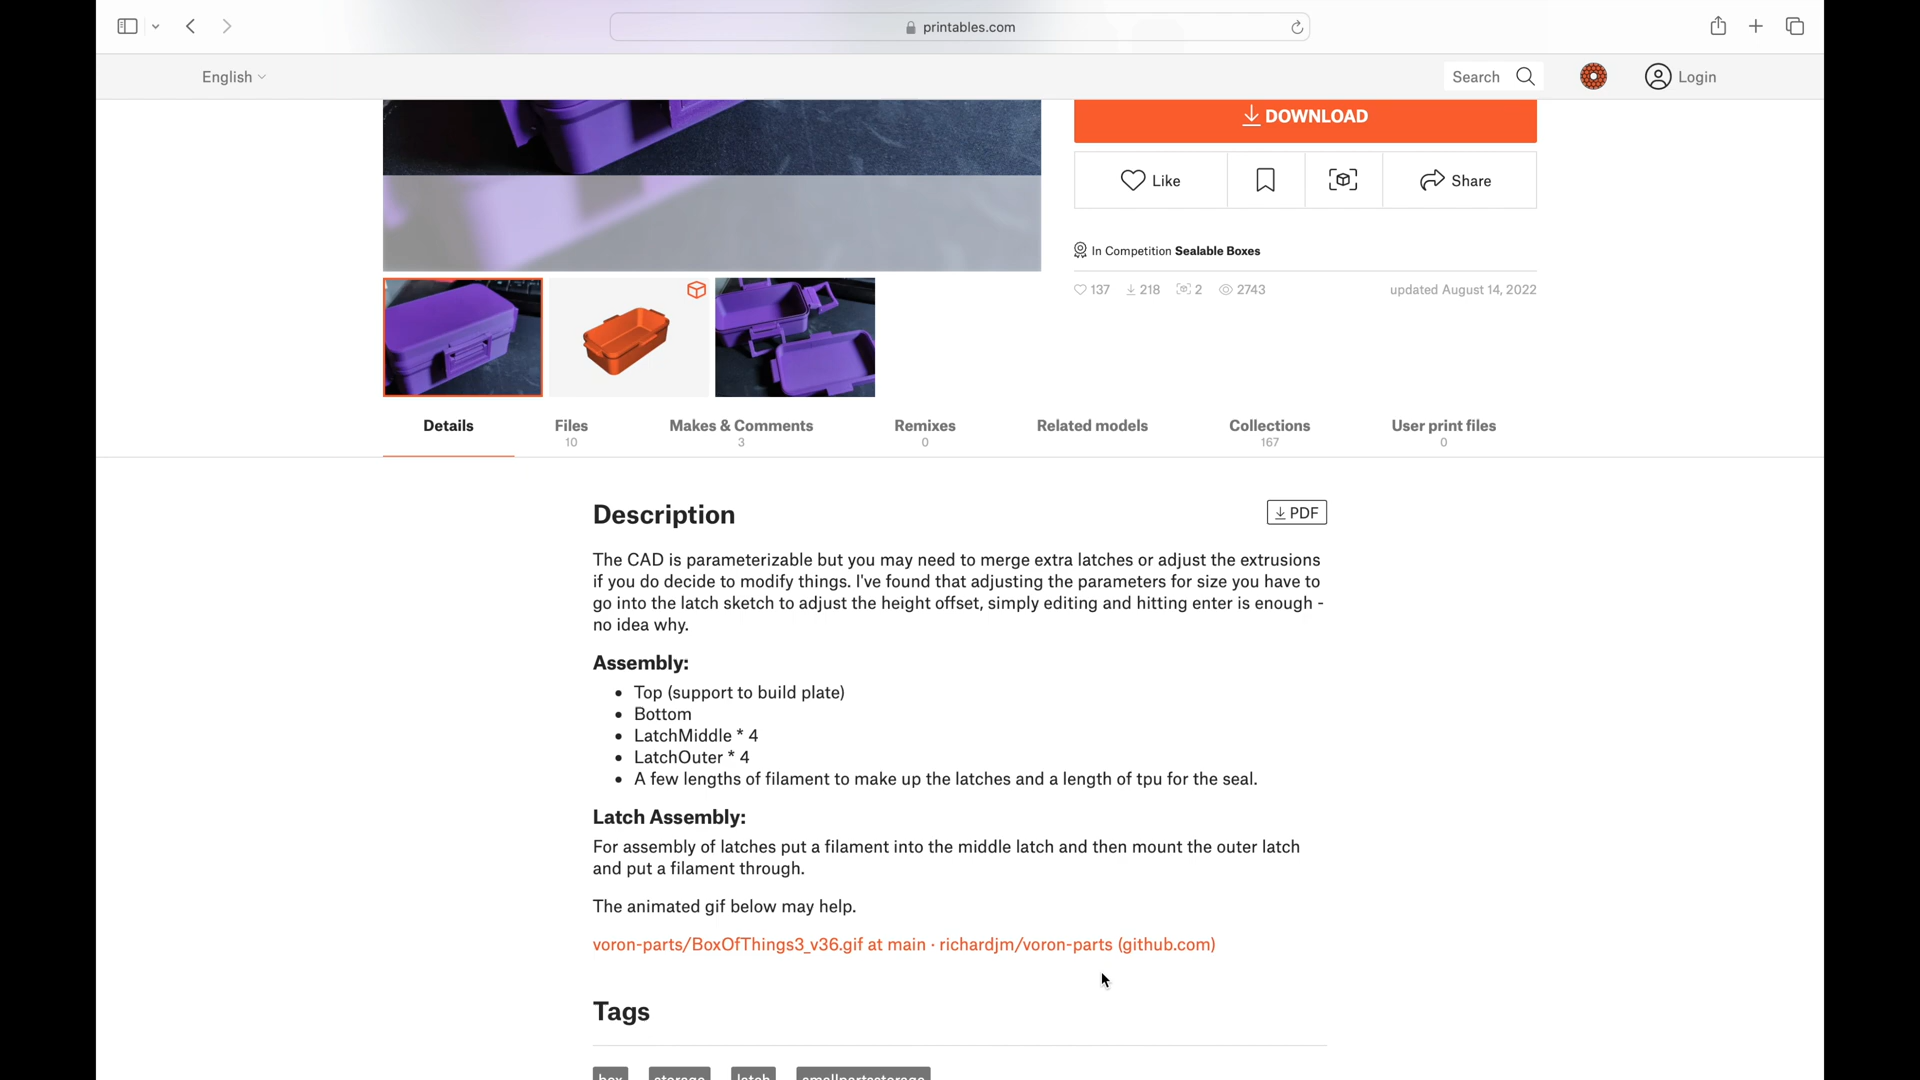 printables.com
English
Search
Login
DOWNLOAD
Like
Share
In Competition Sealable Boxes
137 218 2 2743 updated August 14, 2022
Details Files Makes & Comments Remixes Related models Collections User print files
10 3 0 167 0
Description
PDF
The CAD is parameterizable but you may need to merge extra latches or adjust the extrusions
if you do decide to modify things. I've found that adjusting the parameters for size you have to
go into the latch sketch to adjust the height offset, simply editing and hitting enter is enough -
no idea why.
Assembly:
• Top (support to build plate)
• Bottom
• LatchMiddle * 4
• LatchOuter * 4
• A few lengths of filament to make up the latches and a length of tpu for the seal.
Latch Assembly:
For assembly of latches put a filament into the middle latch and then mount the outer latch
and put a filament through.
The animated gif below may help.
voron-parts/BoxOfThings3_v36.gif at main · richardjm/voron-parts (github.com)
Tags
box storage latch smallpartsstorage